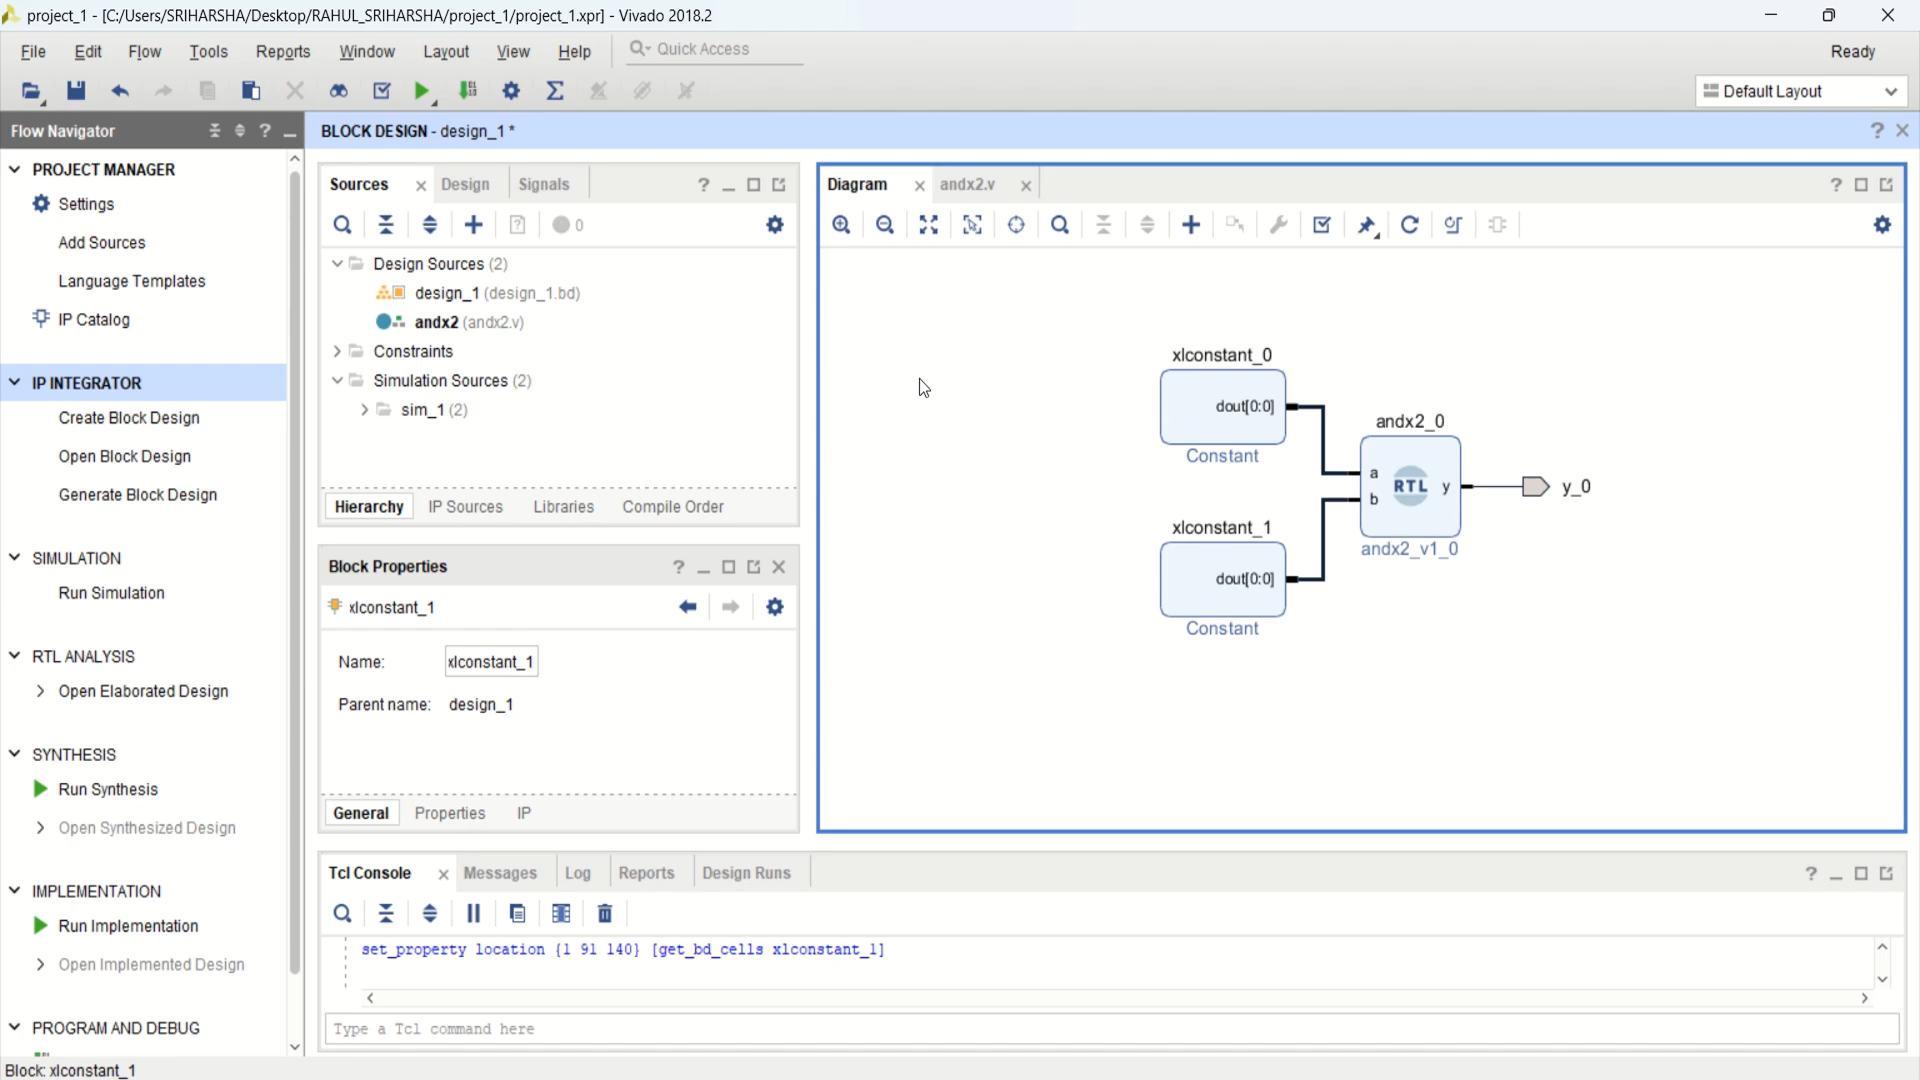 project_1 - [C:/Users/SRIHARSHA/Desktop/RAHUL_SRIHARSHA/project_1/project_1.xpr] - Vivado 2018.2
File Edit Flow Tools Reports Window Layout View Help Quick Access Ready
Default Layout
Flow Navigator
BLOCK DESIGN - design_1 *
PROJECT MANAGER
Settings
Add Sources
Language Templates
IP Catalog
IP INTEGRATOR
Create Block Design
Open Block Design
Generate Block Design
SIMULATION
Run Simulation
RTL ANALYSIS
Open Elaborated Design
SYNTHESIS
Run Synthesis
Open Synthesized Design
IMPLEMENTATION
Run Implementation
Open Implemented Design
PROGRAM AND DEBUG
Sources Design Signals
0
Design Sources (2)
design_1 (design_1.bd)
andx2 (andx2.v)
Constraints
Simulation Sources (2)
sim_1 (2)
Hierarchy IP Sources Libraries Compile Order
Block Properties
xlconstant_1
Name: xlconstant_1
Parent name: design_1
General Properties IP
Diagram andx2.v
xlconstant_0
dout[0:0]
Constant
xlconstant_1
dout[0:0]
Constant
andx2_0
a
b
RTL
y
andx2_v1_0
y_0
Tcl Console Messages Log Reports Design Runs
set_property location {1 91 140} [get_bd_cells xlconstant_1]
Type a Tcl command here
Block: xlconstant_1